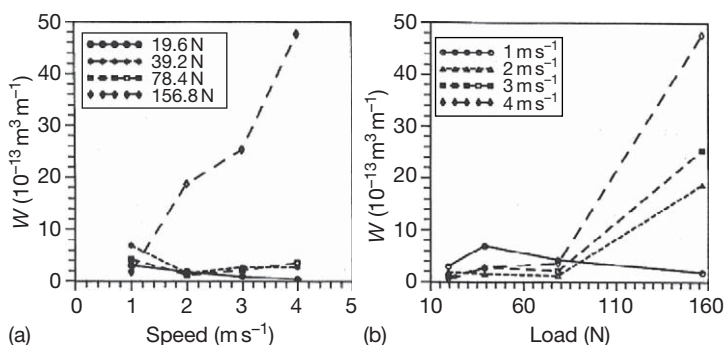 50
40
30
20
10
0
W (10⁻¹³ m³ m⁻¹)
19.6 N
39.2 N
78.4 N
156.8 N
0 1 2 3 4 5
(a) Speed (m s⁻¹)
50
40
30
20
10
0
W (10⁻¹³ m³ m⁻¹)
1 m s⁻¹
2 m s⁻¹
3 m s⁻¹
4 m s⁻¹
10 60 110 160
(b) Load (N)